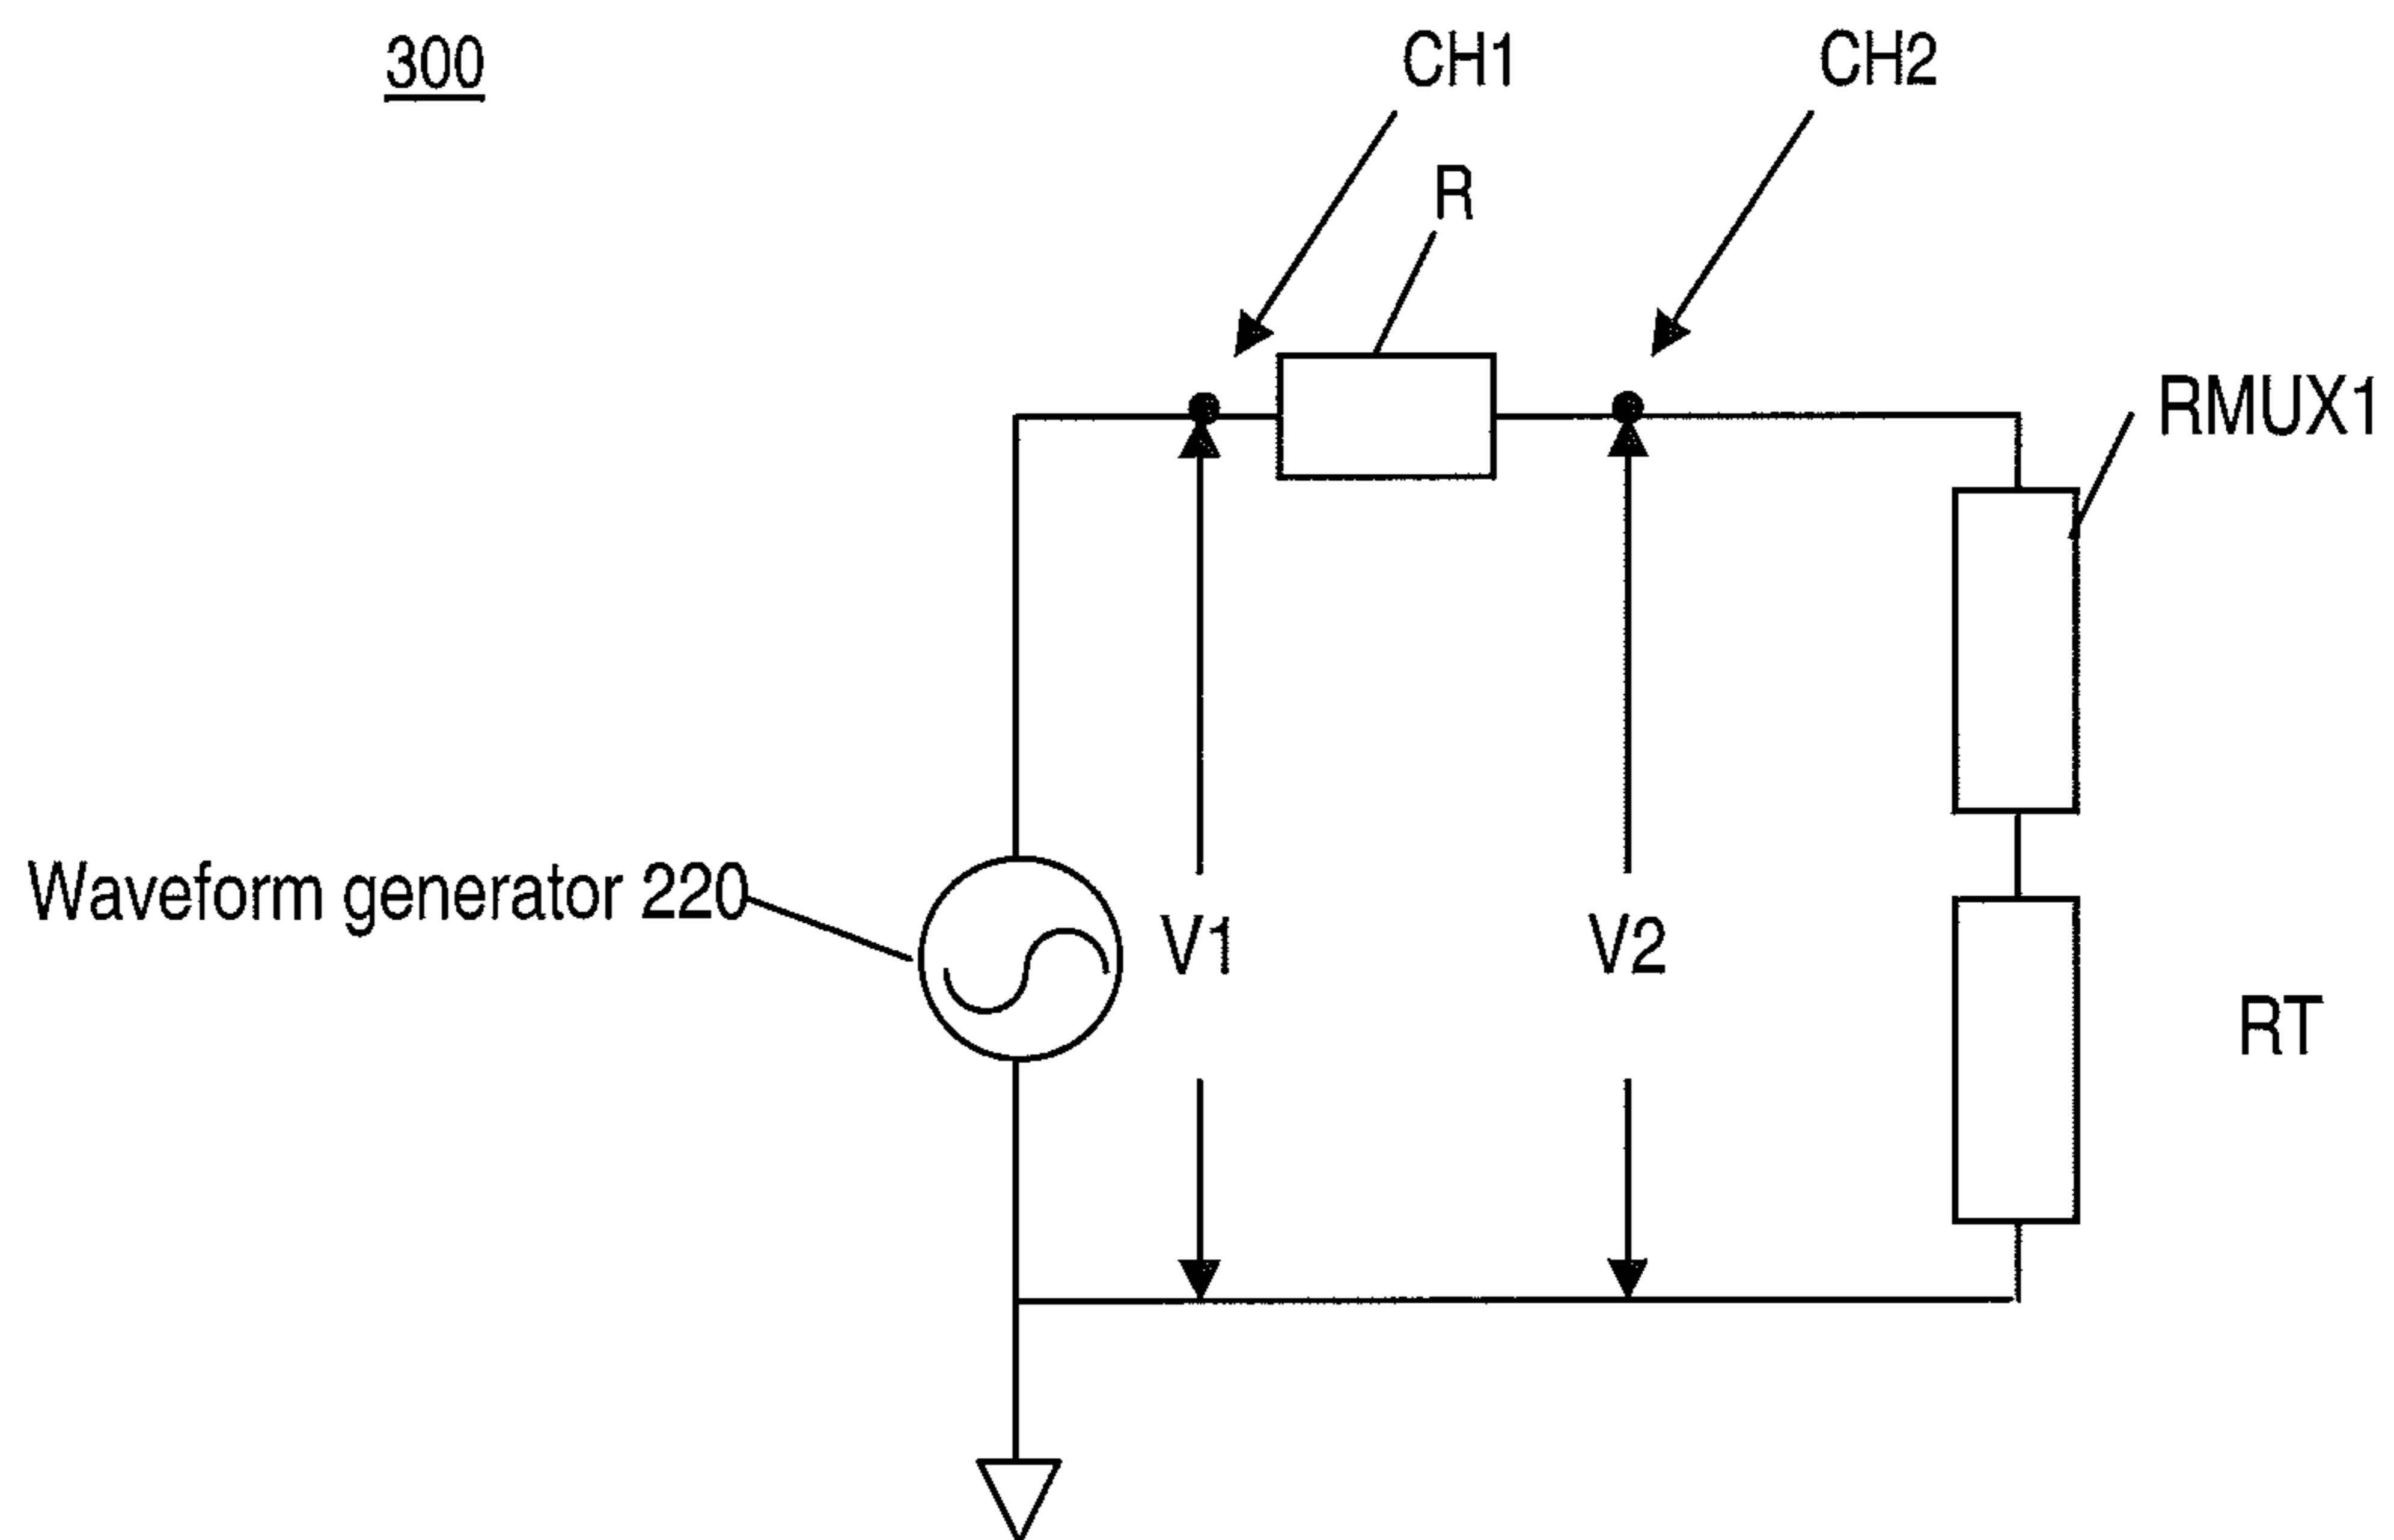 300
CH1
CH2
R
RMUX1
Waveform generator 220
V1
V2
RT